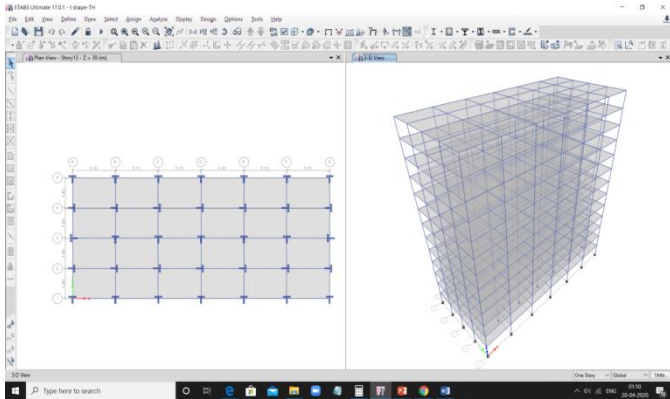 ETABS Ultimate 17.0.1 - t shape-TH
File Edit View Define Draw Select Assign Analyze Display Design Options Tools Help
Plan View - Story13 - Z = 39 (m)
3-D View
3-D View
One Story
Global
Units...
Type here to search
ENG
01:10
20-04-2020